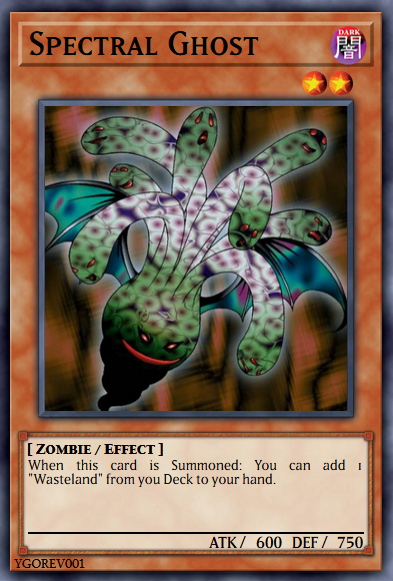 Spectral Ghost
DARK
闇
[ Zombie / Effect ]
When this card is Summoned: You can add 1
"Wasteland" from you Deck to your hand.
ATK / 600 DEF / 750
YGOREV001